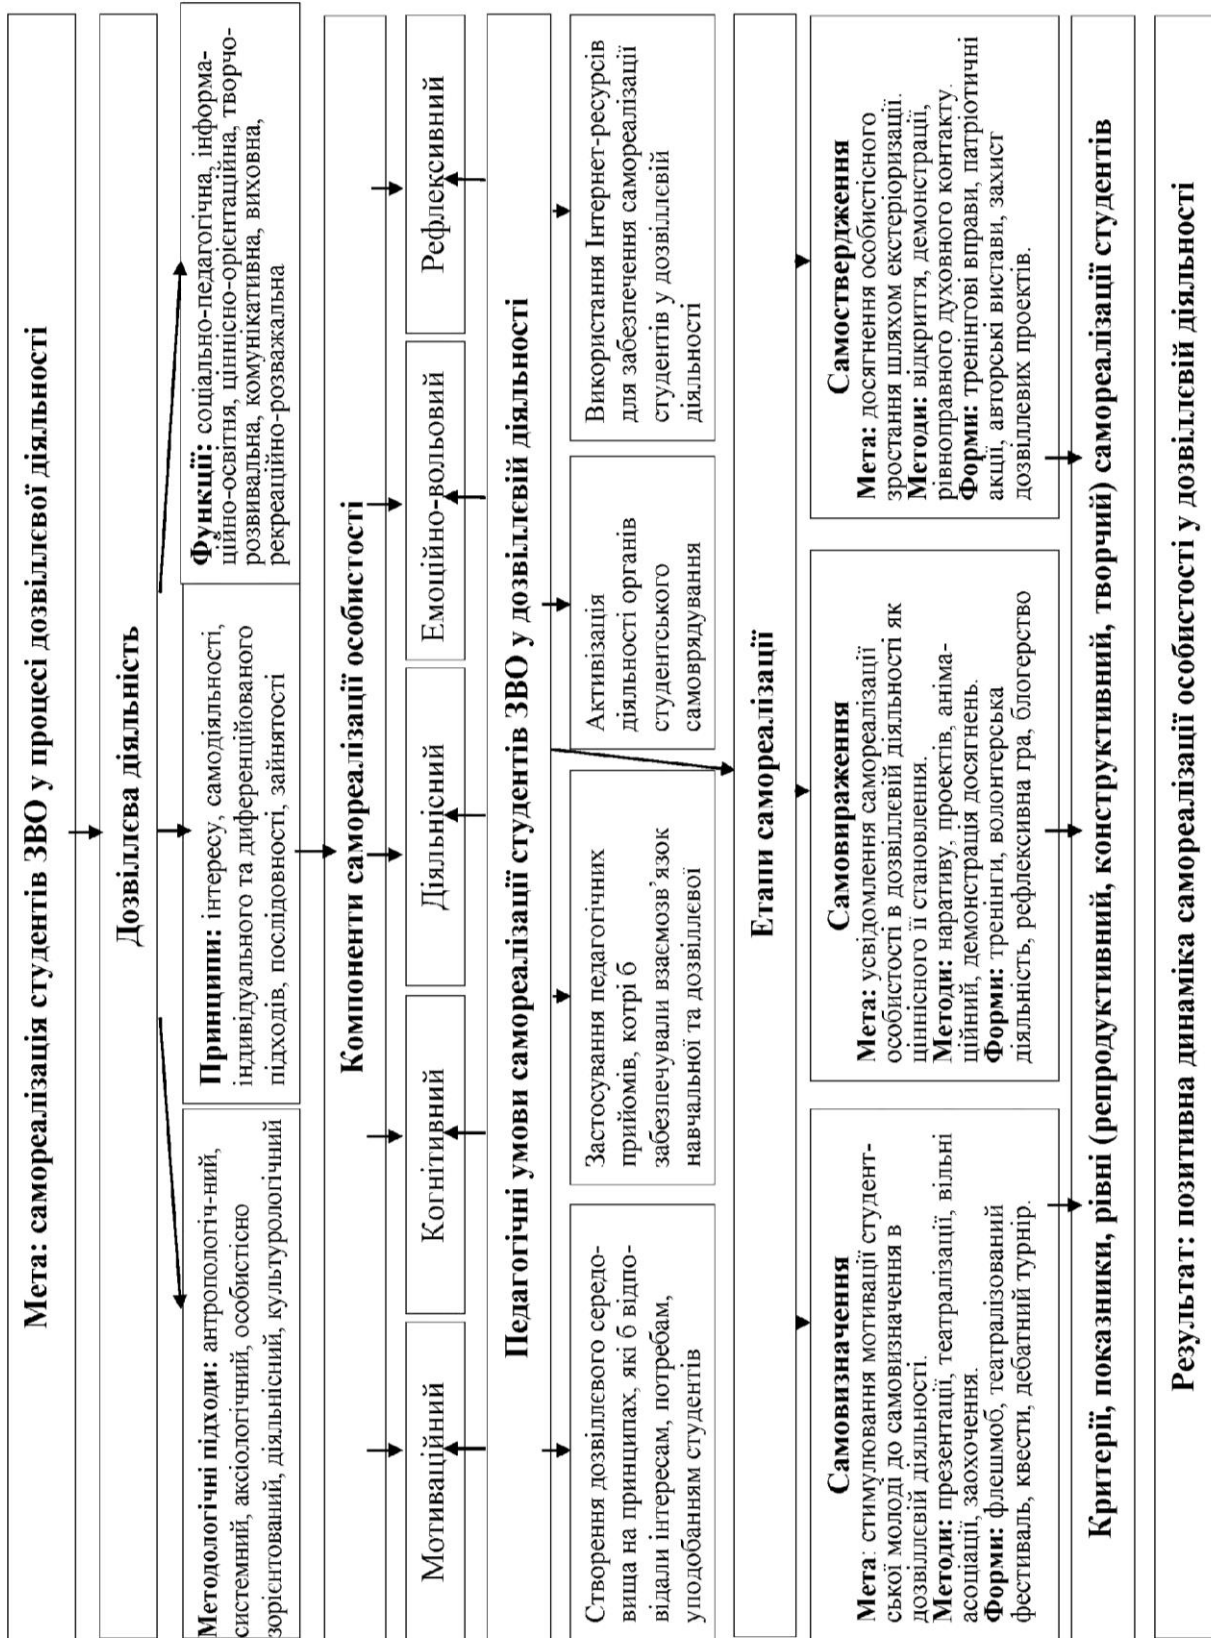 Мета: самореалізація студентів ЗВО у процесі дозвіллєвої діяльності
Дозвіллєва діяльність
Методологічні підходи: антропологіч-ний,
системний, аксіологічний, особистісно
зорієнтований, діяльнісний, культурологічний
Принципи: інтересу, самодіяльності,
індивідуального та диференційованого
підходів, послідовності, зайнятості
Функції: соціально-педагогічна, інформа-
ційно-освітня, ціннісно-орієнтаційна, творчо-
розвивальна, комунікативна, виховна,
рекреаційно-розважальна
Компоненти самореалізації особистості
Мотиваційний
Когнітивний
Діяльнісний
Емоційно-вольовий
Рефлексивний
Педагогічні умови самореалізації студентів ЗВО у дозвіллєвій діяльності
Створення дозвіллєвого середо-
вища на принципах, які б відпо-
відали інтересам, потребам,
уподобанням студентів
Застосування педагогічних
прийомів, котрі б
забезпечували взаємозв’язок
навчальної та дозвіллєвої
Активізація
діяльності органів
студентського
самоврядування
Використання Інтернет-ресурсів
для забезпечення самореалізації
студентів у дозвіллєвій
діяльності
Етапи самореалізації
Самовизначення
Мета: стимулювання мотивації студент-
ської молоді до самовизначення в
дозвіллєвій діяльності.
Методи: презентації, театралізації, вільні
асоціації, заохочення.
Форми: флешмоб, театралізований
фестиваль, квести, дебатний турнір.
Самовираження
Мета: усвідомлення самореалізації
особистості в дозвіллєвій діяльності як
ціннісного її становлення.
Методи: наративу, проектів, аніма-
ційний, демонстрація досягнень.
Форми: тренінги, волонтерська
діяльність, рефлексивна гра, блогерство
Самоствердження
Мета: досягнення особистісного
зростання шляхом екстеріоризації.
Методи: відкриття, демонстрації,
рівноправного духовного контакту.
Форми: тренінгові вправи, патріотичні
акції, авторські вистави, захист
дозвіллевих проектів.
Критерії, показники, рівні (репродуктивний, конструктивний, творчий) самореалізації студентів
Результат: позитивна динаміка самореалізації особистості у дозвіллєвій діяльності